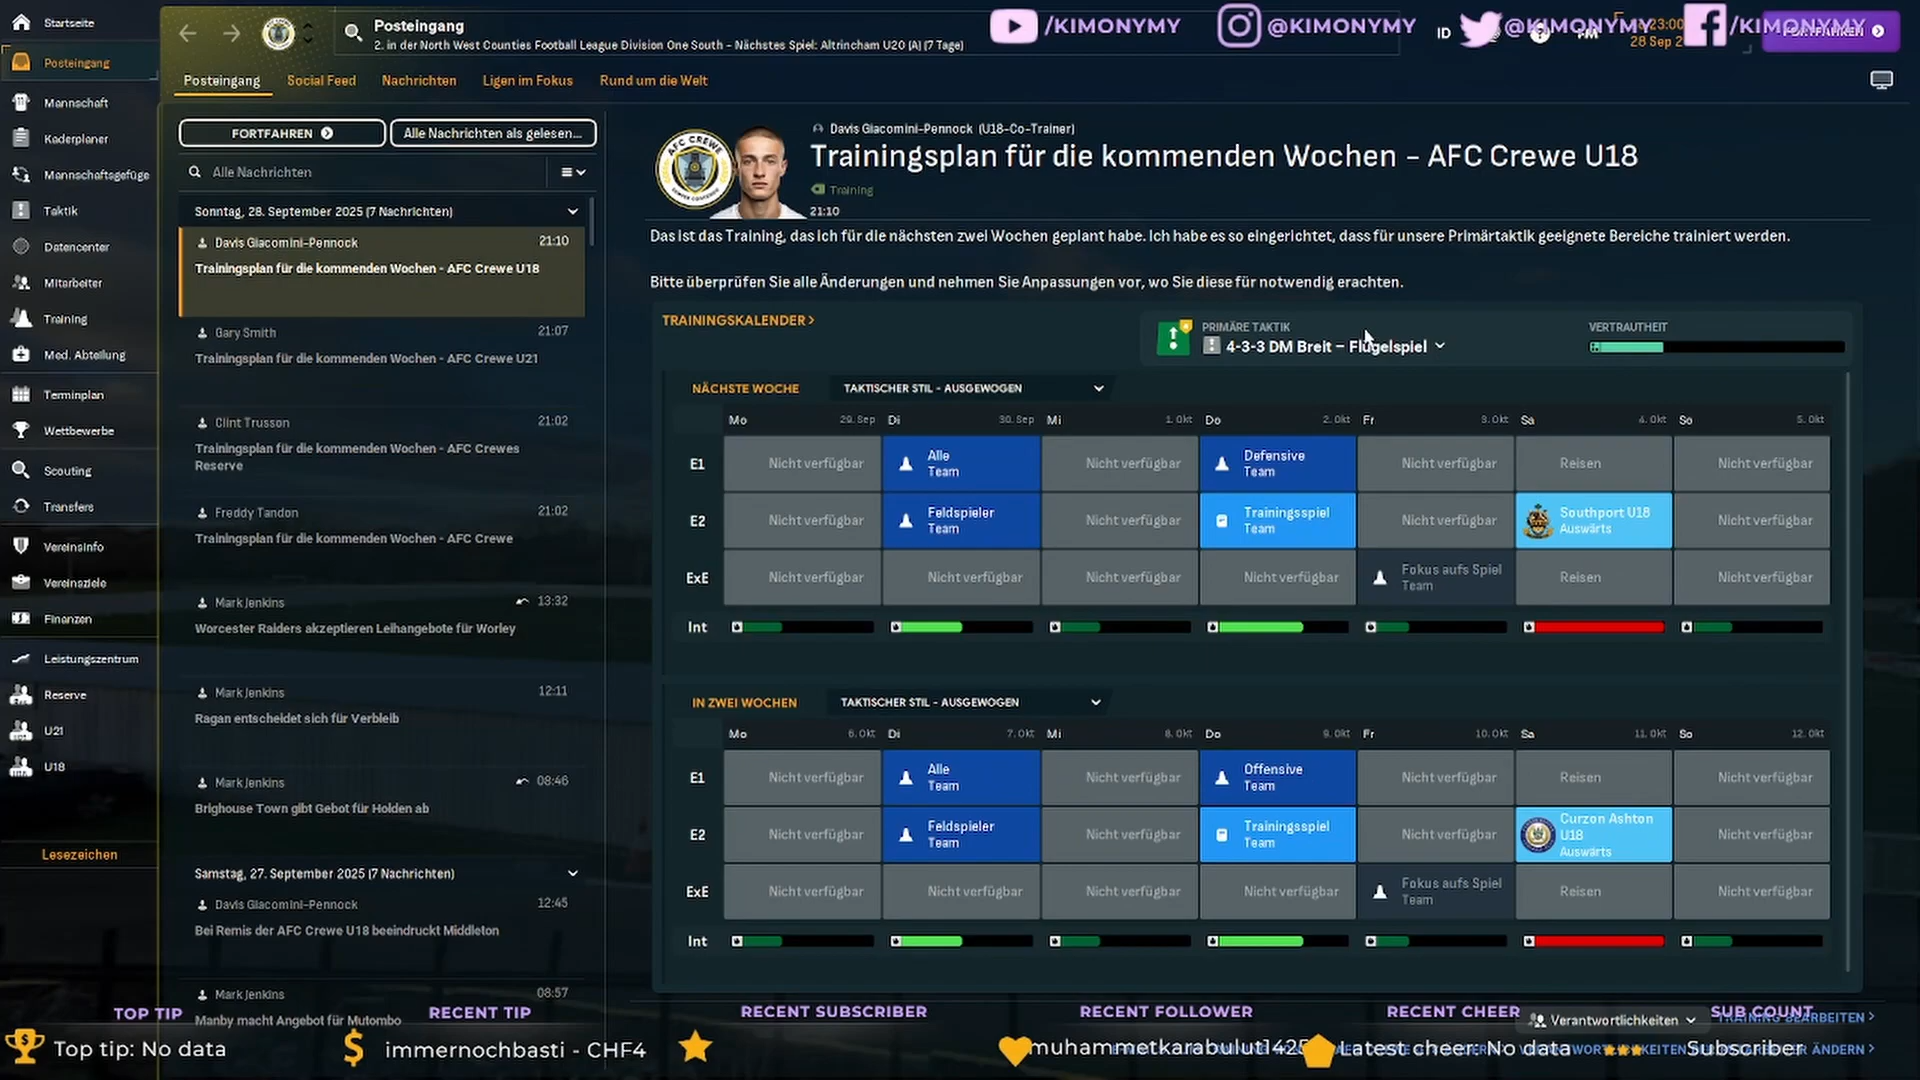 Startseite
Posteingang
Mannschaft
Kaderplaner
Mannschaftsgefüge
Taktik
Datencenter
Mitarbeiter
Training
Med. Abteilung
Terminplan
Wettbewerbe
Scouting
Transfers
Vereinsinfo
Vereinsziele
Finanzen
Leistungszentrum
Reserve
U21
U18
Lesezeichen
Posteingang
2. in der North West Counties Football League Division One South - Nächstes Spiel: Altrincham U20 (A) (7 Tage)
/KIMONYMY
@KIMONYMY
ID
@KIMONYMY
23:00
28 Sep 2
/KIMONYMY
Posteingang
Social Feed
Nachrichten
Ligen im Fokus
Rund um die Welt
FORTFAHREN
Alle Nachrichten als gelesen...
Alle Nachrichten
Sonntag, 28. September 2025 (7 Nachrichten)
Davis Giacomini-Pennock 21:10
Trainingsplan für die kommenden Wochen - AFC Crewe U18
Gary Smith 21:07
Trainingsplan für die kommenden Wochen - AFC Crewe U21
Clint Trusson 21:02
Trainingsplan für die kommenden Wochen - AFC Crewes
Reserve
Freddy Tandon 21:02
Trainingsplan für die kommenden Wochen - AFC Crewe
Mark Jenkins 13:32
Worcester Raiders akzeptieren Leihangebote für Worley
Mark Jenkins 12:11
Ragan entscheidet sich für Verbleib
Mark Jenkins 08:46
Brighouse Town gibt Gebot für Holden ab
Samstag, 27. September 2025 (7 Nachrichten)
Davis Giacomini-Pennock 12:45
Bei Remis der AFC Crewe U18 beeindruckt Middleton
Mark Jenkins 08:57
Manby macht Angebot für Mutombo
AFC CREWE
Davis Giacomini-Pennock (U18-Co-Trainer)
Trainingsplan für die kommenden Wochen - AFC Crewe U18
Training
21:10
Das ist das Training, das ich für die nächsten zwei Wochen geplant habe. Ich habe es so eingerichtet, dass für unsere Primärtaktik geeignete Bereiche trainiert werden.
Bitte überprüfen Sie alle Änderungen und nehmen Sie Anpassungen vor, wo Sie diese für notwendig erachten.
TRAININGSKALENDER >
PRIMÄRE TAKTIK
4-3-3 DM Breit – Flügelspiel
VERTRAUTHEIT
NÄCHSTE WOCHE TAKTISCHER STIL - AUSGEWOGEN
Mo 29. Sep Di 30. Sep Mi 1. Okt Do 2. Okt Fr 3. Okt Sa 4. Okt So 5. Okt
E1 Nicht verfügbar Alle Team Nicht verfügbar Defensive Team Nicht verfügbar Reisen Nicht verfügbar
E2 Nicht verfügbar Feldspieler Team Nicht verfügbar Trainingsspiel Team Nicht verfügbar Southport U18 Auswärts Nicht verfügbar
ExE Nicht verfügbar Nicht verfügbar Nicht verfügbar Nicht verfügbar Fokus aufs Spiel Team Reisen Nicht verfügbar
Int
IN ZWEI WOCHEN TAKTISCHER STIL - AUSGEWOGEN
Mo 6. Okt Di 7. Okt Mi 8. Okt Do 9. Okt Fr 10. Okt Sa 11. Okt So 12. Okt
E1 Nicht verfügbar Alle Team Nicht verfügbar Offensive Team Nicht verfügbar Reisen Nicht verfügbar
E2 Nicht verfügbar Feldspieler Team Nicht verfügbar Trainingsspiel Team Nicht verfügbar Curzon Ashton U18 Auswärts Nicht verfügbar
ExE Nicht verfügbar Nicht verfügbar Nicht verfügbar Nicht verfügbar Fokus aufs Spiel Team Reisen Nicht verfügbar
Int
Verantwortlichkeiten
TRAINING BEARBEITEN >
ÄNDERN >
TOP TIP
Top tip: No data
RECENT TIP
immernochbasti - CHF4
RECENT SUBSCRIBER
RECENT FOLLOWER
muhammetkarabulut1425
RECENT CHEER
Latest cheer: No data
SUB COUNT
Subscriber